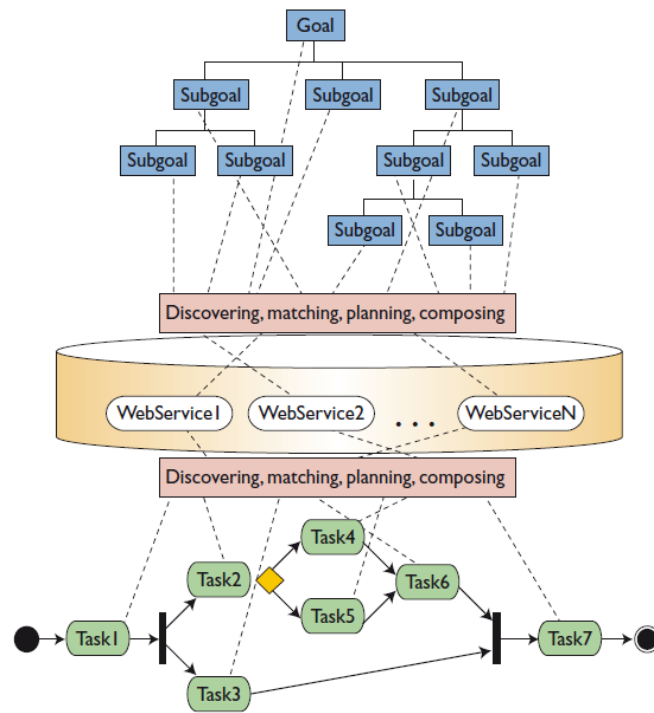 Goal
Subgoal
Subgoal
Subgoal
Subgoal
Subgoal
Subgoal
Subgoal
Subgoal
Subgoal
Discovering, matching, planning, composing
WebService1
WebService2
. . .
WebServiceN
Discovering, matching, planning, composing
Task4
Task2
Task6
Task5
Task1
Task7
Task3